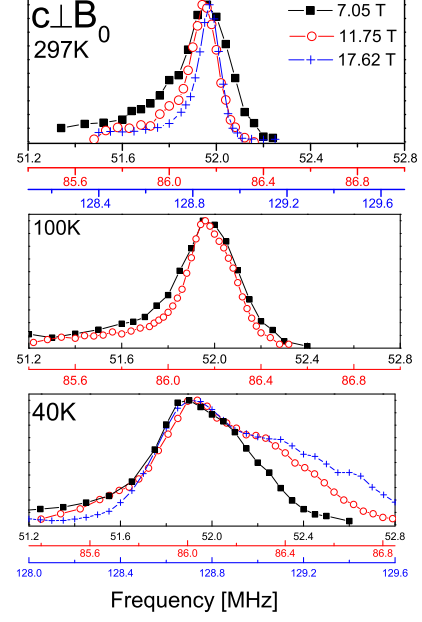 c⊥B0
297K
7.05 T
11.75 T
17.62 T
51.2 51.6 52.0 52.4 52.8
85.6 86.0 86.4 86.8
128.4 128.8 129.2 129.6
100K
51.2 51.6 52.0 52.4 52.8
85.6 86.0 86.4 86.8
40K
51.2 51.6 52.0 52.4 52.8
85.6 86.0 86.4 86.8
128.0 128.4 128.8 129.2 129.6
Frequency [MHz]